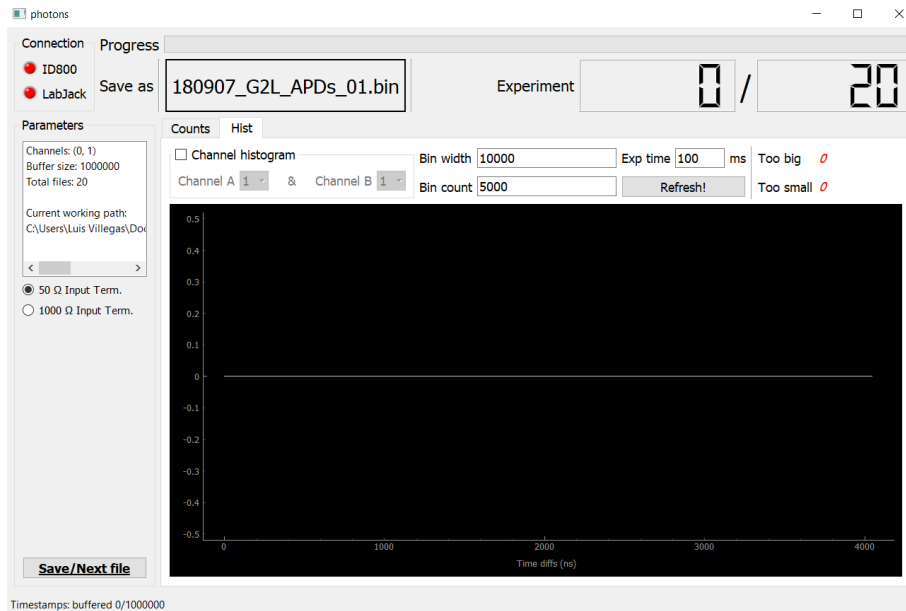 photons
Connection
ID800
LabJack
Progress
Save as
180907_G2L_APDs_01.bin
Experiment
0 / 20
Parameters
Channels: (0, 1)
Buffer size: 1000000
Total files: 20
Current working path:
C:\Users\Luis Villegas\Do
50 Ω Input Term.
1000 Ω Input Term.
Save/Next file
Counts Hist
Channel histogram
Channel A 1 & Channel B 1
Bin width 10000
Bin count 5000
Exp time 100 ms
Refresh!
Too big 0
Too small 0
0.5
0.4
0.3
0.2
0.1
0
-0.1
-0.2
-0.3
-0.4
-0.5
0 1000 2000 3000 4000
Time diffs (ns)
Timestamps: buffered 0/1000000